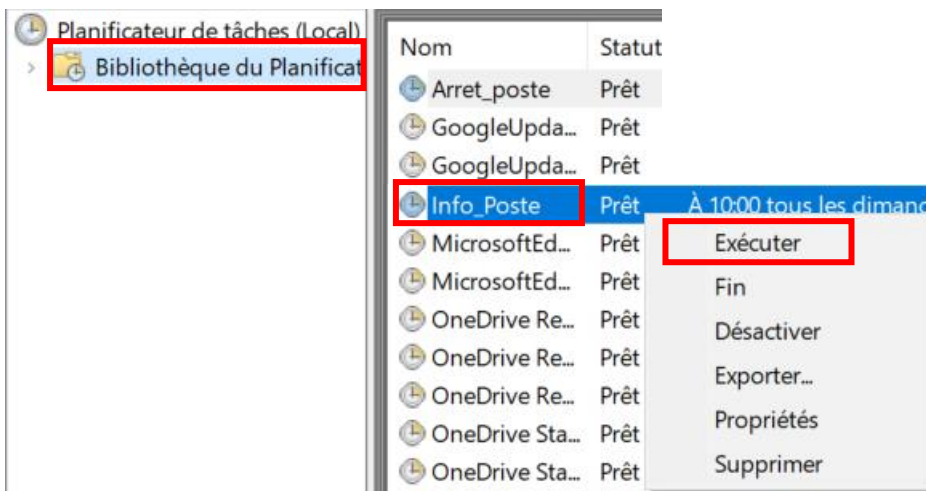 Planificateur de tâches (Local)
Bibliothèque du Planificat
Nom Statut
Arret_poste Prêt
GoogleUpda... Prêt
GoogleUpda... Prêt
Info_Poste Prêt À 10:00 tous les dimanc
MicrosoftEd... Prêt
MicrosoftEd... Prêt
OneDrive Re... Prêt
OneDrive Re... Prêt
OneDrive Re... Prêt
OneDrive Sta... Prêt
OneDrive Sta... Prêt
Exécuter
Fin
Désactiver
Exporter...
Propriétés
Supprimer